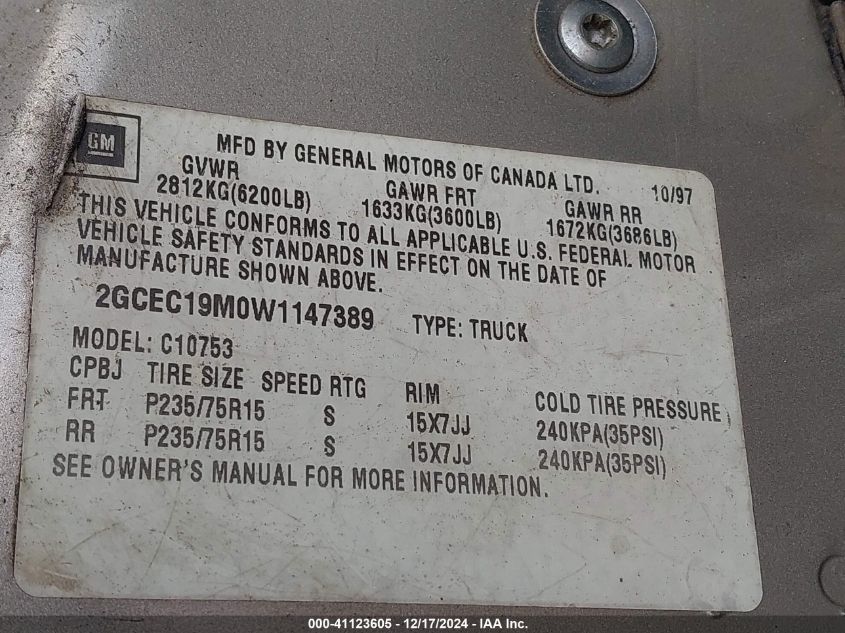 GM
MFD BY GENERAL MOTORS OF CANADA LTD. 10/97
GVWR GAWR FRT GAWR RR
2812KG(6200LB) 1633KG(3600LB) 1672KG(3686LB)
THIS VEHICLE CONFORMS TO ALL APPLICABLE U.S. FEDERAL MOTOR
VEHICLE SAFETY STANDARDS IN EFFECT ON THE DATE OF
MANUFACTURE SHOWN ABOVE.
2GCEC19M0W1147389 TYPE: TRUCK
MODEL: C10753
CPBJ TIRE SIZE SPEED RTG RIM COLD TIRE PRESSURE
FRT P235/75R15 S 15X7JJ 240KPA(35PSI)
RR P235/75R15 S 15X7JJ 240KPA(35PSI)
SEE OWNER'S MANUAL FOR MORE INFORMATION.
000-41123605 - 12/17/2024 - IAA Inc.